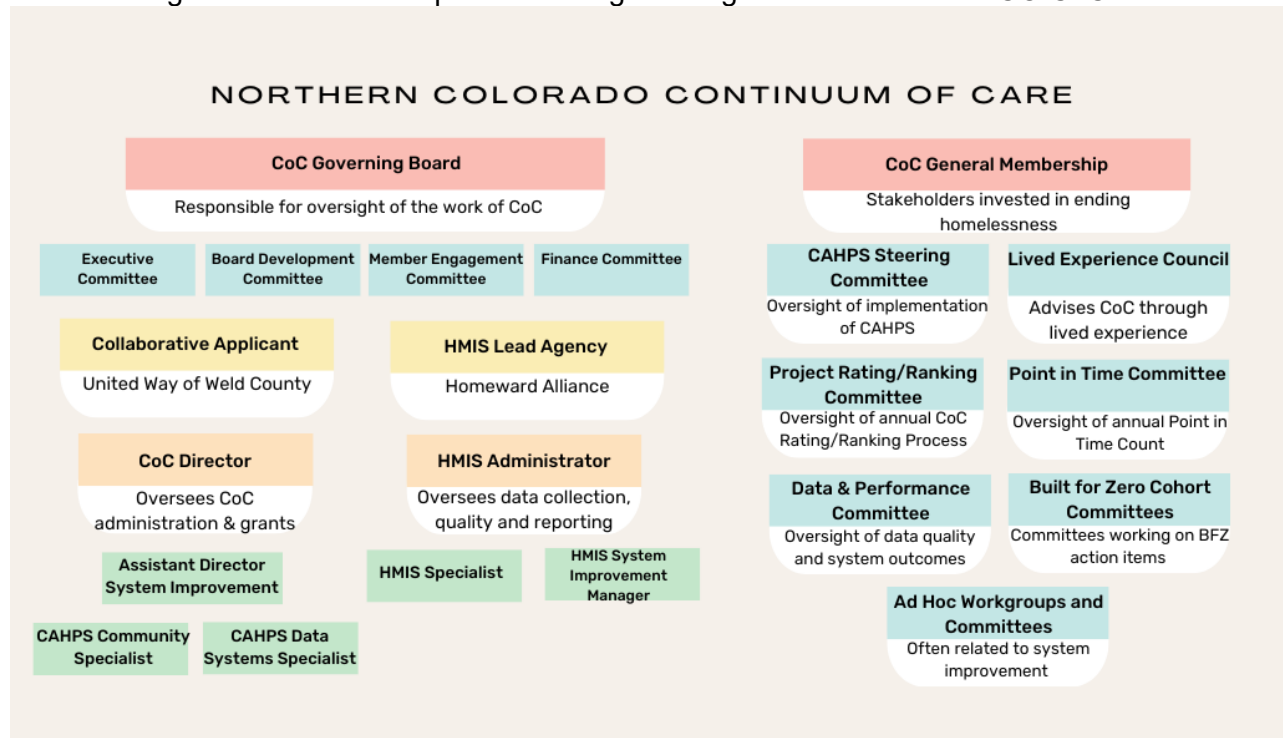 NORTHERN COLORADO CONTINUUM OF CARE
CoC Governing Board
Responsible for oversight of the work of CoC
Executive
Committee
Board Development
Committee
Member Engagement
Committee
Finance Committee
Collaborative Applicant
United Way of Weld County
HMIS Lead Agency
Homeward Alliance
CoC Director
Oversees CoC
administration & grants
HMIS Administrator
Oversees data collection,
quality and reporting
Assistant Director
System Improvement
HMIS Specialist
HMIS System
Improvement
Manager
CAHPS Community
Specialist
CAHPS Data
Systems Specialist
CoC General Membership
Stakeholders invested in ending
homelessness
CAHPS Steering
Committee
Oversight of implementation
of CAHPS
Lived Experience Council
Advises CoC through
lived experience
Project Rating/Ranking
Committee
Oversight of annual CoC
Rating/Ranking Process
Point in Time Committee
Oversight of annual Point in
Time Count
Data & Performance
Committee
Oversight of data quality
and system outcomes
Built for Zero Cohort
Committees
Committees working on BFZ
action items
Ad Hoc Workgroups and
Committees
Often related to system
improvement